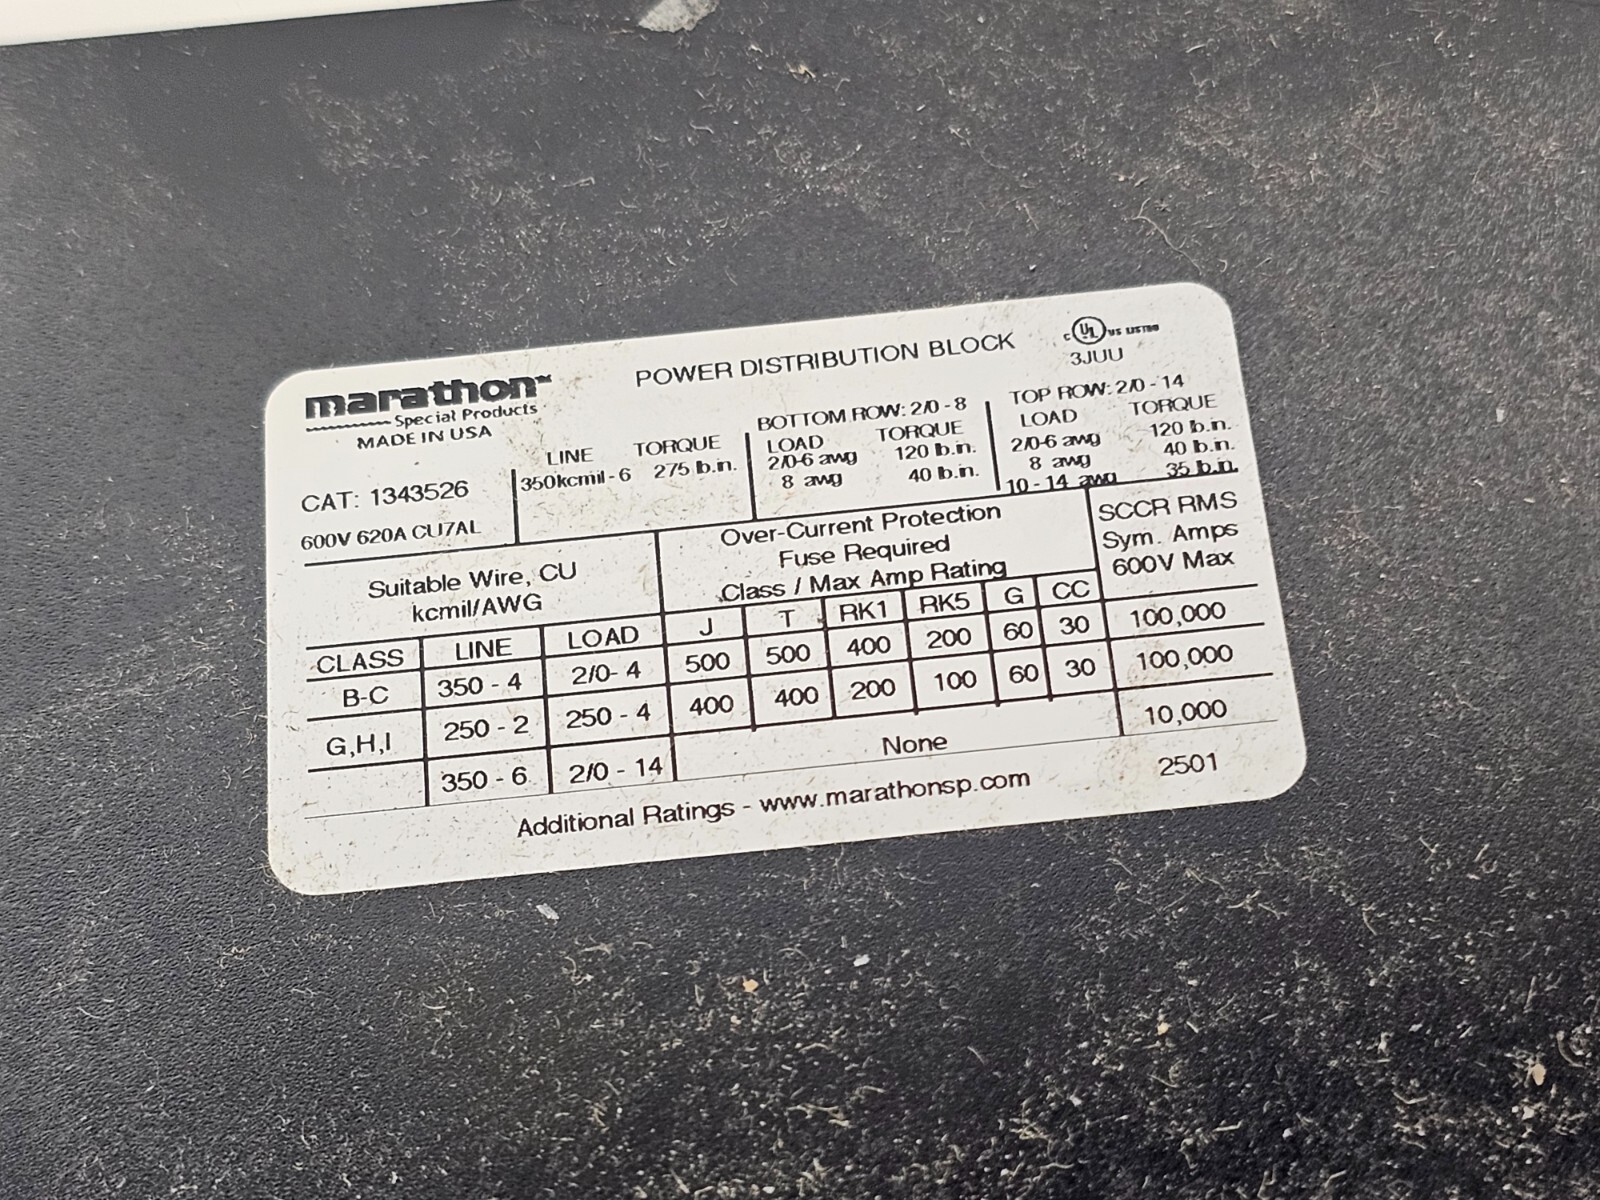 marathon™
Special Products
MADE IN USA
CAT: 1343526
600V 620A CU7AL
POWER DISTRIBUTION BLOCK
c UL US LISTED
3JUU
LINE TORQUE
350kcmil - 6 275 lb.in.
BOTTOM ROW: 2/0 - 8
LOAD TORQUE
2/0-6 awg 120 lb.in.
8 awg 40 lb.in.
TOP ROW: 2/0 - 14
LOAD TORQUE
2/0-6 awg 120 lb.in.
8 awg 40 lb.in.
10 - 14 awg 35 lb.in.
Suitable Wire, CU
kcmil/AWG
Over-Current Protection
Fuse Required
Class / Max Amp Rating
SCCR RMS
Sym. Amps
600V Max
CLASS LINE LOAD J T RK1 RK5 G CC
B-C 350 - 4 2/0- 4 500 500 400 200 60 30 100,000
G,H,I 250 - 2 250 - 4 400 400 200 100 60 30 100,000
350 - 6 2/0 - 14 None 10,000
Additional Ratings - www.marathonsp.com 2501